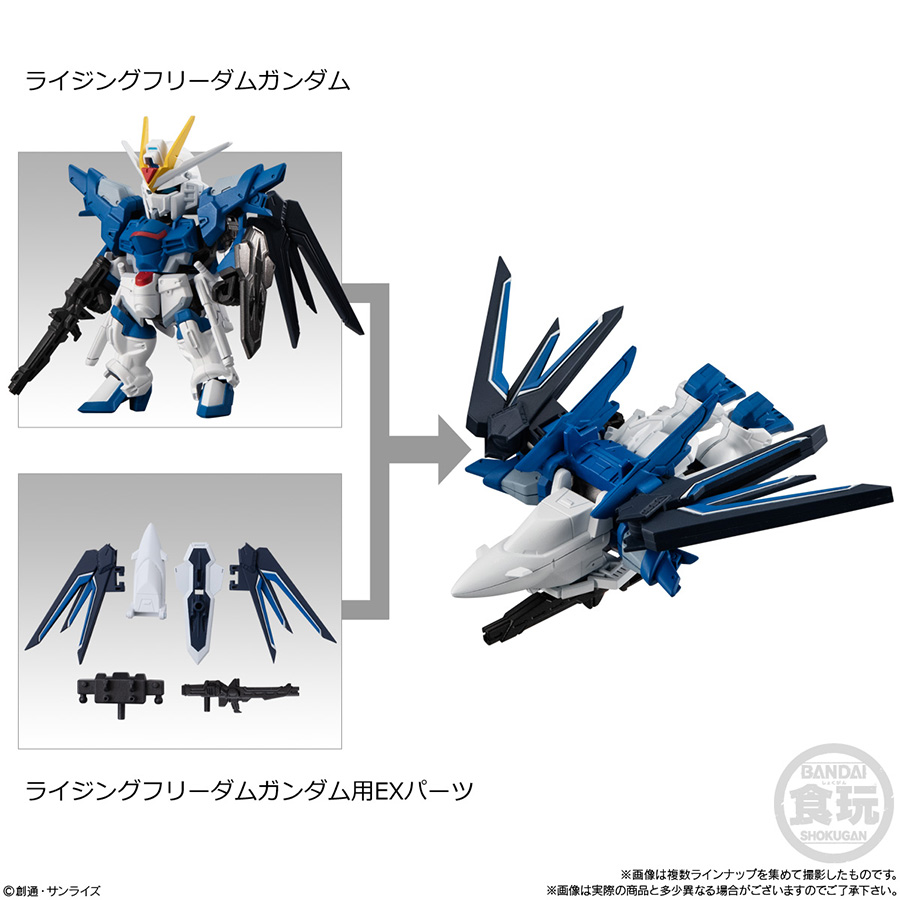 ライジングフリーダムガンダム
ライジングフリーダムガンダム用EXパーツ
BANDAI
しょくがん
食玩
SHOKUGAN
※画像は複数ラインナップを集めて撮影したものです。
※画像は実際の商品と多少異なる場合がございますのでご了承下さい。
©創通・サンライズ